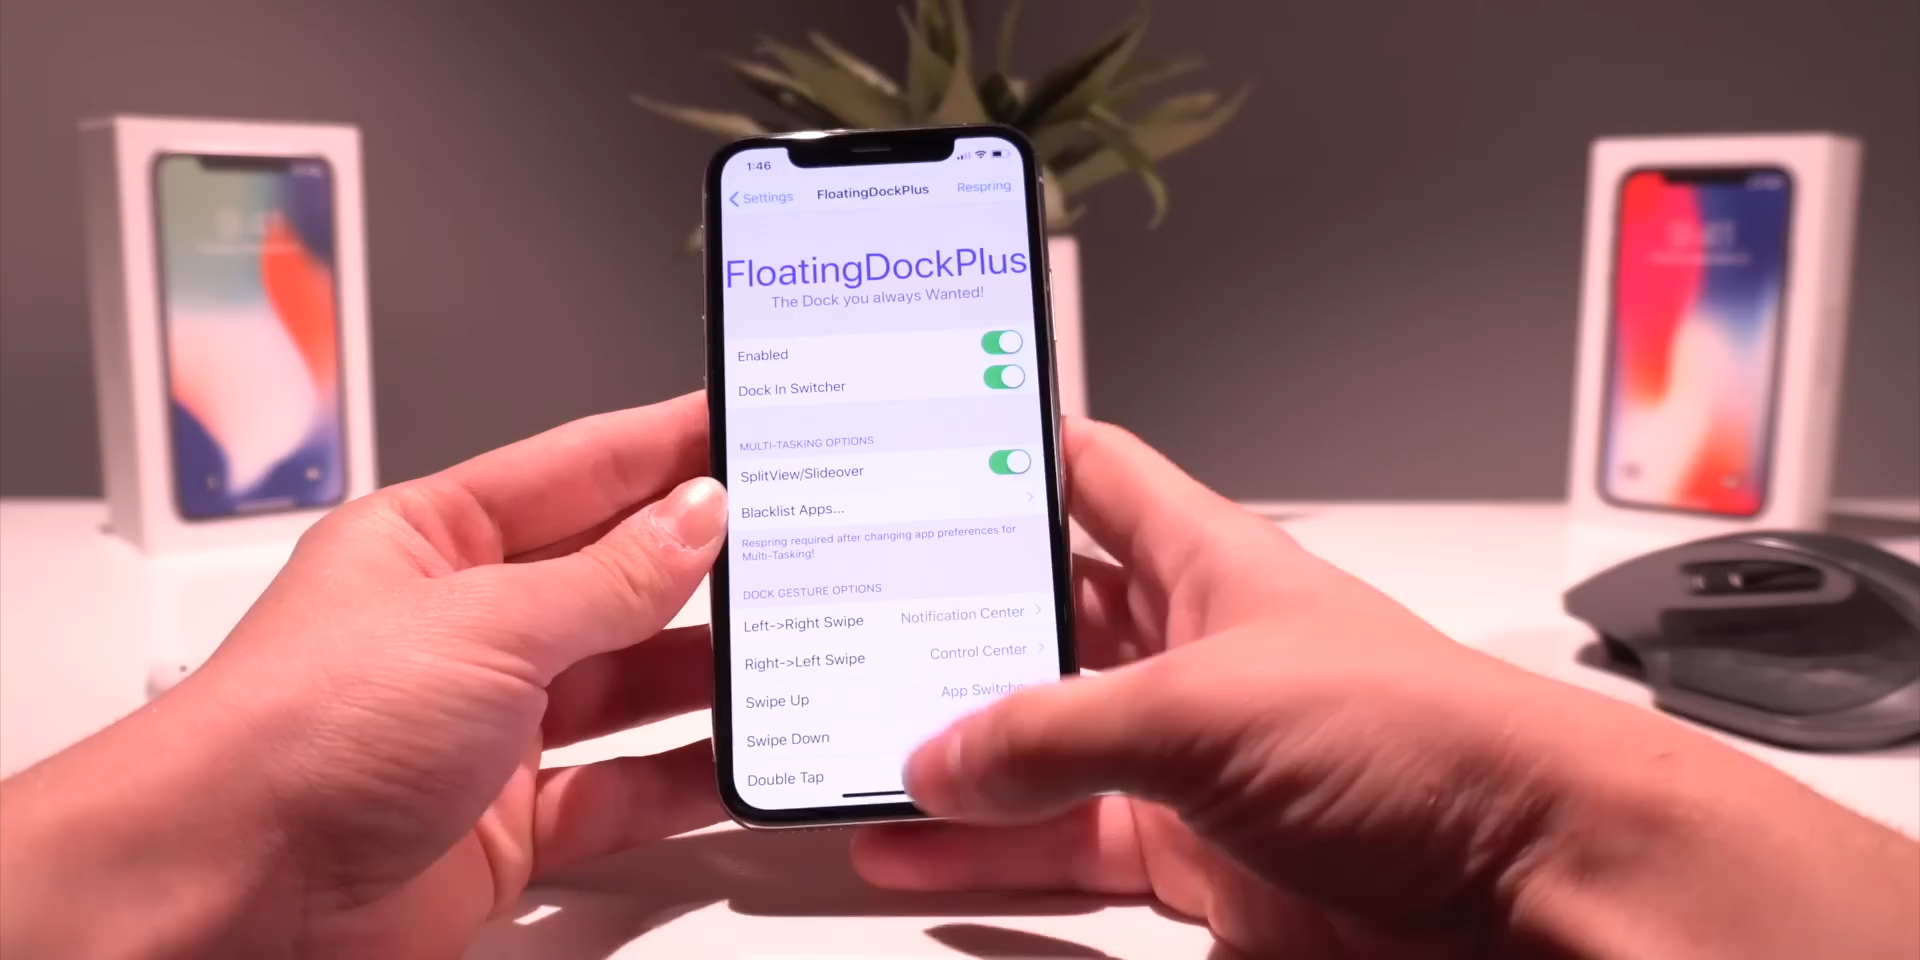 1:46
Settings
FloatingDockPlus
Respring
FloatingDockPlus
The Dock you always Wanted!
Enabled
Dock In Switcher
MULTI-TASKING OPTIONS
SplitView/Slideover
Blacklist Apps...
Respring required after changing app preferences for
Multi-Tasking!
DOCK GESTURE OPTIONS
Left->Right Swipe Notification Center
Right->Left Swipe Control Center
Swipe Up App
Swipe Down
Double Tap